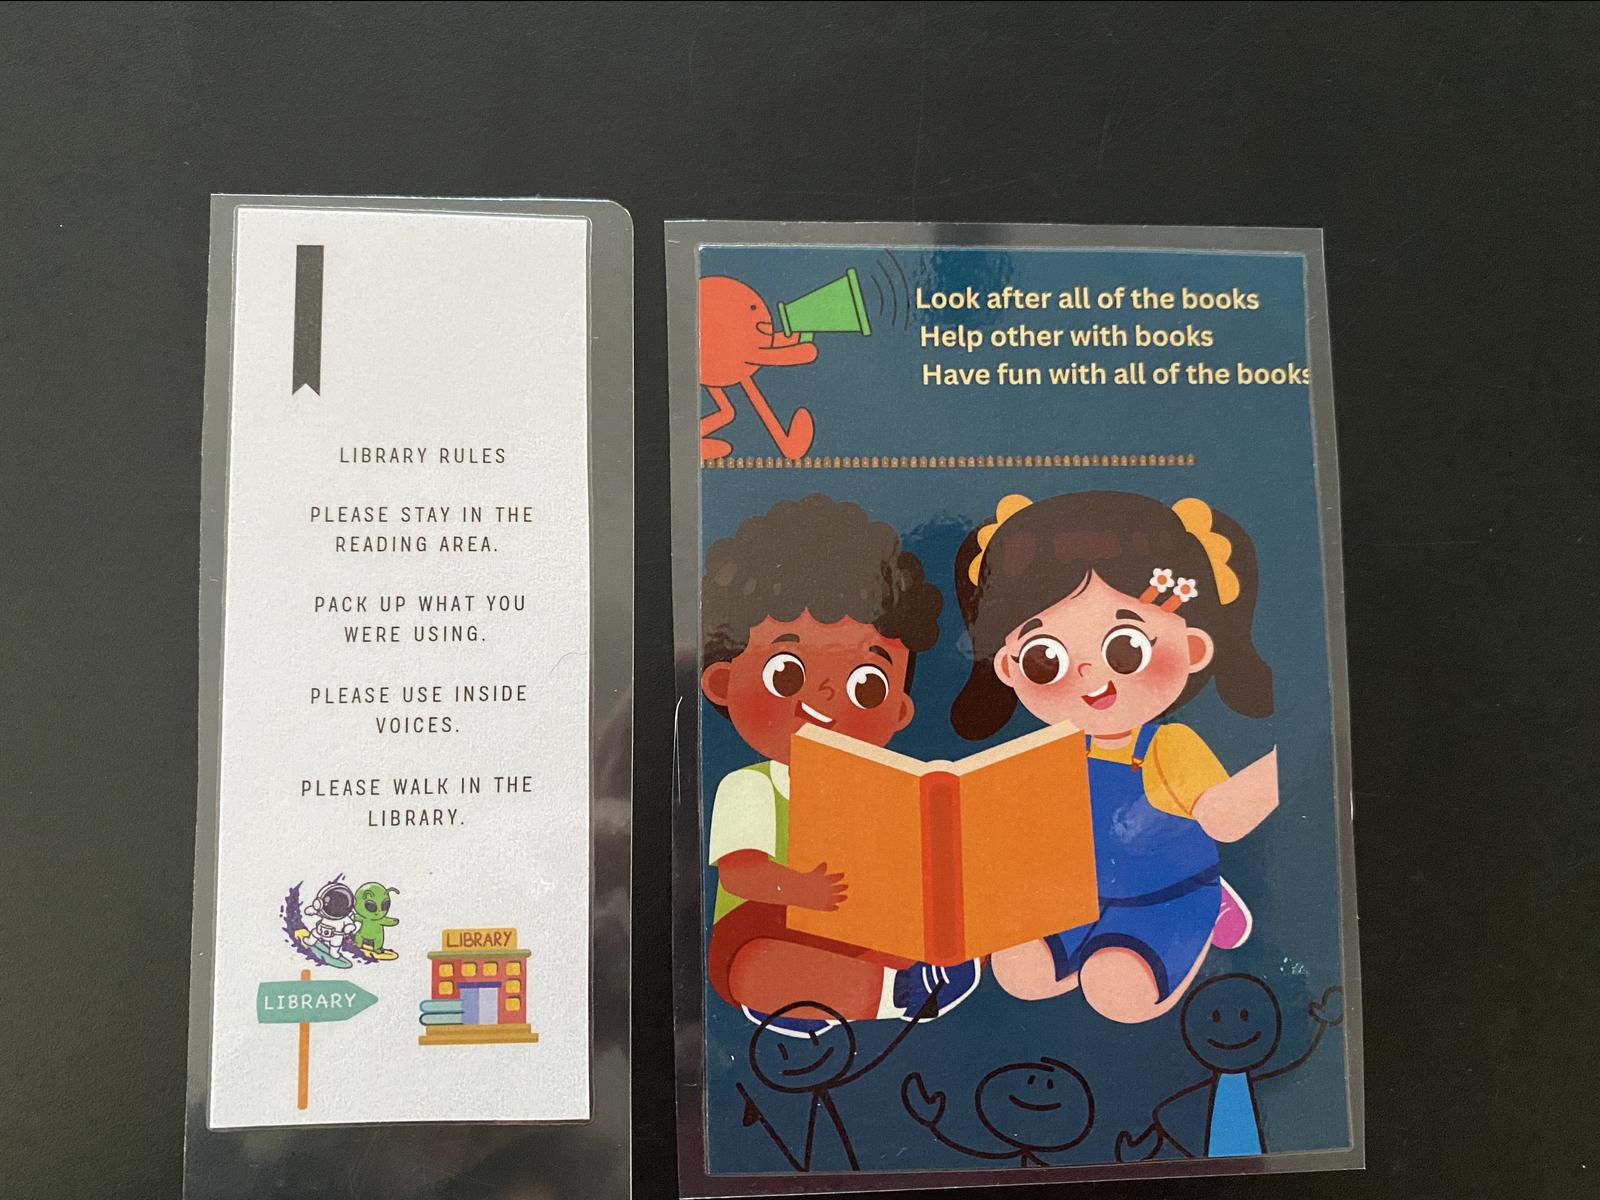 LIBRARY RULES
PLEASE STAY IN THE
READING AREA.
PACK UP WHAT YOU
WERE USING.
PLEASE USE INSIDE
VOICES.
PLEASE WALK IN THE
LIBRARY.
LIBRARY
LIBRARY
Look after all of the books
Help other with books
Have fun with all of the books